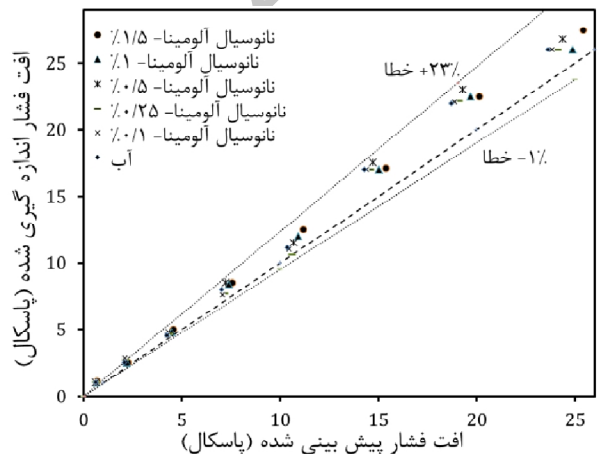 نانوسیال آلومینا- ۱/۵٪
نانوسیال آلومینا- ۱٪
نانوسیال آلومینا- ۰/۵٪
نانوسیال آلومینا- ۰/۲۵٪
نانوسیال آلومینا- ۰/۱٪
آب
خطا +۲۳٪
خطا -۱٪
افت فشار اندازه گیری شده (پاسکال)
25
20
15
10
5
0
0 5 10 15 20 25
افت فشار پیش بینی شده (پاسکال)